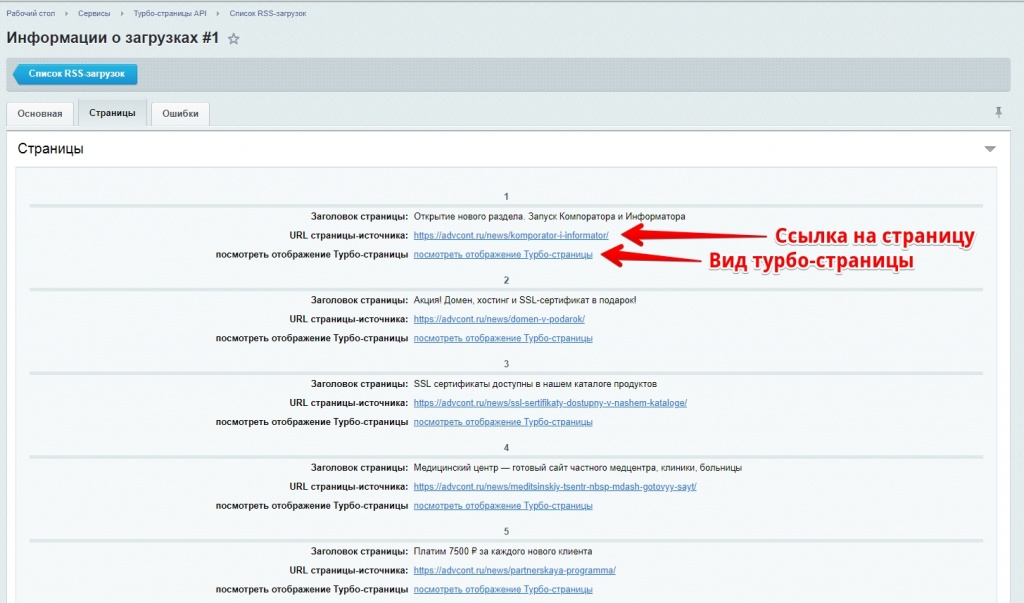 Рабочий стол Сервисы Турбо-страницы API Список RSS-загрузок
Информации о загрузках #1
Список RSS-загрузок
Основная Страницы Ошибки
Страницы
1
Заголовок страницы: Открытие нового раздела. Запуск Компоратора и Информатора
URL страницы-источника: https://advcont.ru/news/komporator-i-informator/
Ссылка на страницу
посмотреть отображение Турбо-страницы посмотреть отображение Турбо-страницы
Вид турбо-страницы
2
Заголовок страницы: Акция! Домен, хостинг и SSL-сертификат в подарок!
URL страницы-источника: https://advcont.ru/news/domen-v-podarok/
посмотреть отображение Турбо-страницы посмотреть отображение Турбо-страницы
3
Заголовок страницы: SSL сертификаты доступны в нашем каталоге продуктов
URL страницы-источника: https://advcont.ru/news/ssl-sertifikaty-dostupny-v-nashem-kataloge/
посмотреть отображение Турбо-страницы посмотреть отображение Турбо-страницы
4
Заголовок страницы: Медицинский центр — готовый сайт частного медцентра, клиники, больницы
URL страницы-источника: https://advcont.ru/news/meditsinskiy-tsentr-nbsp-mdash-gotovyy-sayt/
посмотреть отображение Турбо-страницы посмотреть отображение Турбо-страницы
5
Заголовок страницы: Платим 7500 ₽ за каждого нового клиента
URL страницы-источника: https://advcont.ru/news/partnerskaya-programma/
посмотреть отображение Турбо-страницы посмотреть отображение Турбо-страницы